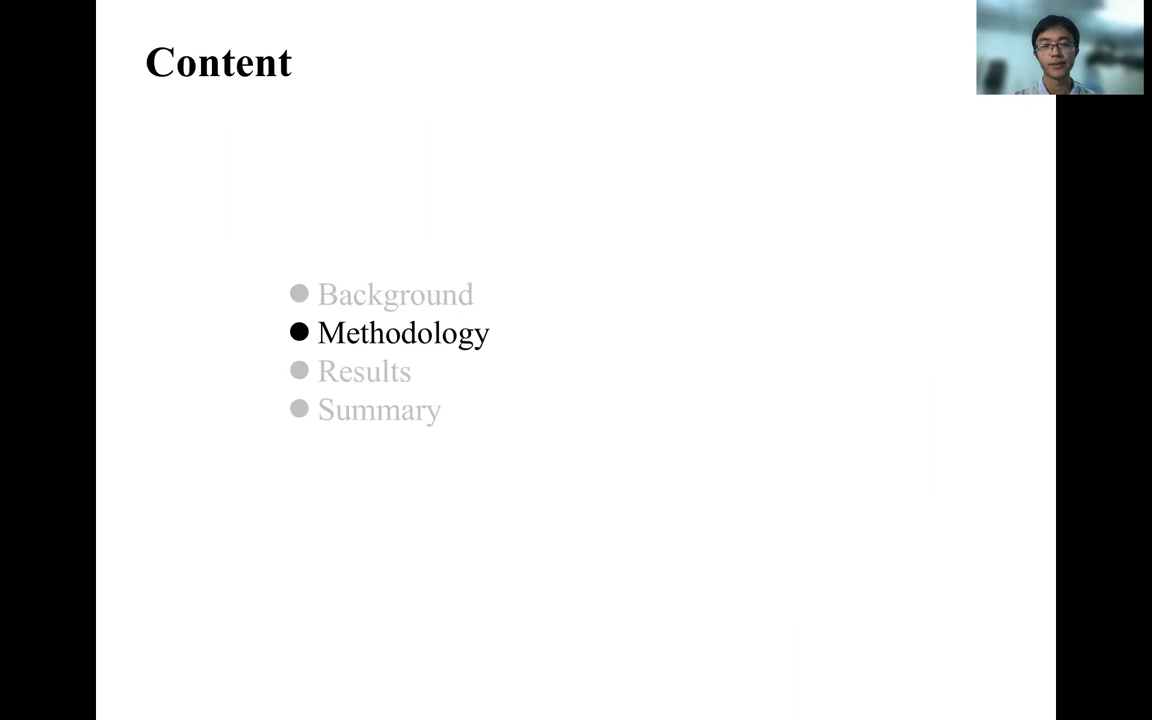 Content
Background
Methodology
Results
Summary